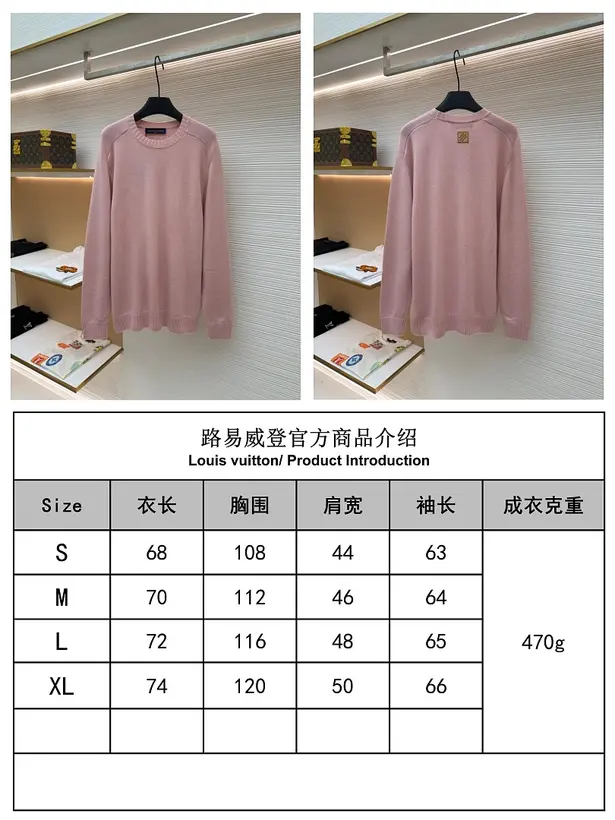 路易威登官方商品介绍
Louis vuitton/ Product Introduction
Size 衣长 胸围 肩宽 袖长 成衣克重
S 68 108 44 63
M 70 112 46 64
L 72 116 48 65
XL 74 120 50 66
470g